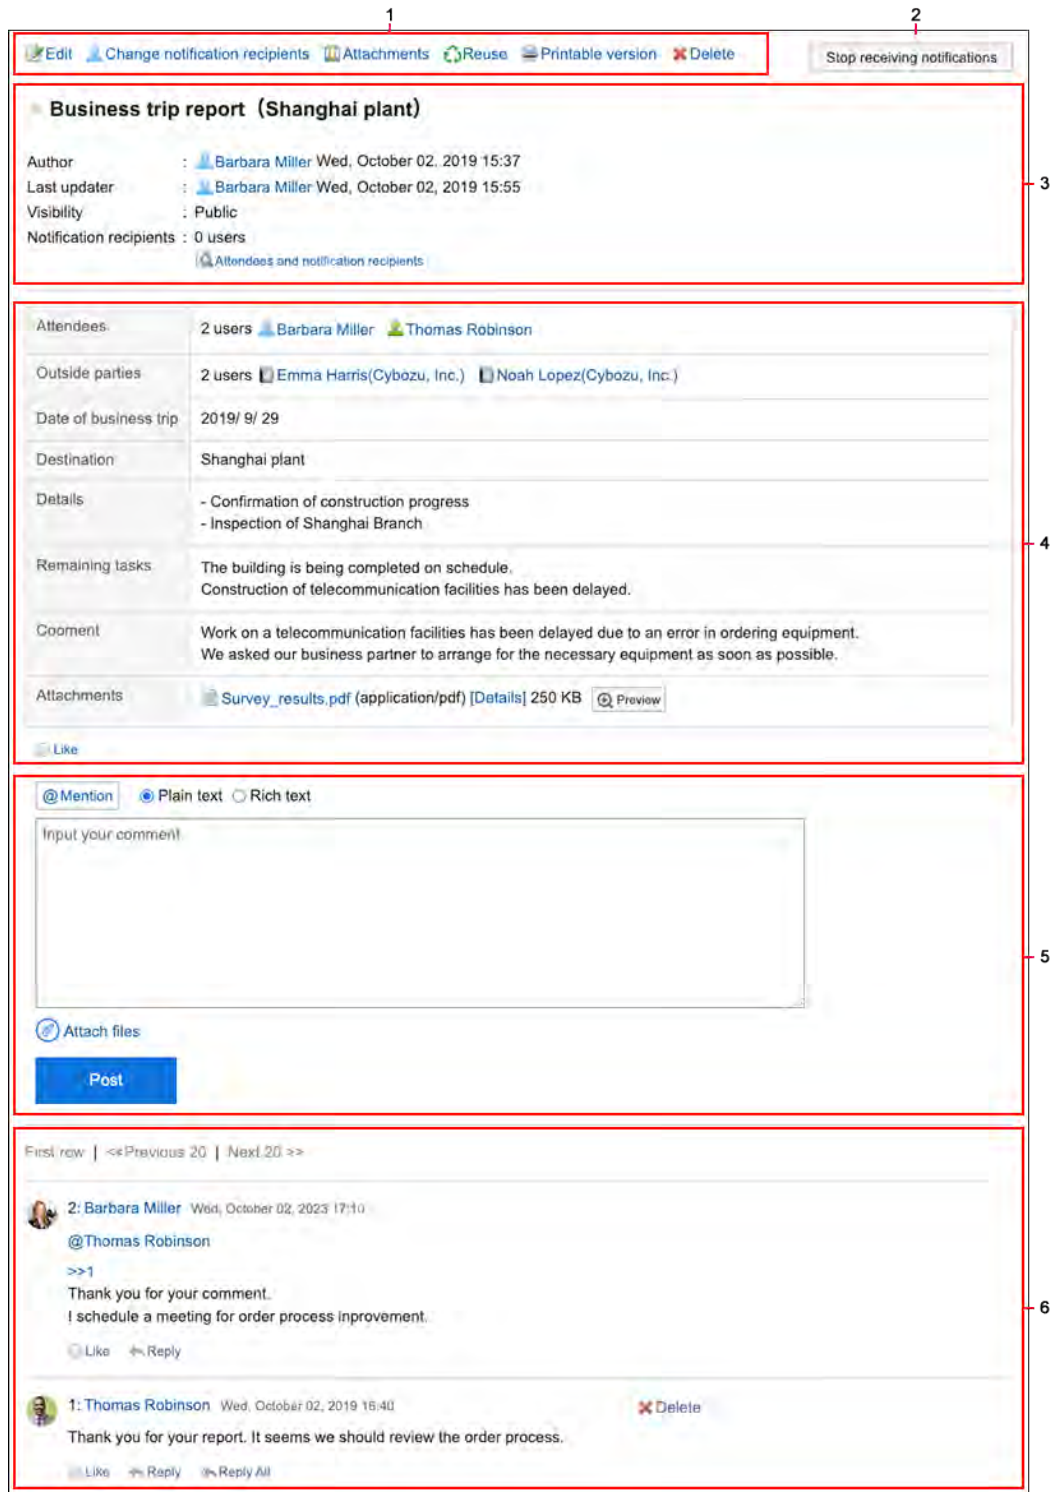 1
2
Edit Change notification recipients Attachments Reuse Printable version Delete
Stop receiving notifications
Business trip report（Shanghai plant）
Author : Barbara Miller Wed, October 02, 2019 15:37
Last updater : Barbara Miller Wed, October 02, 2019 15:55
3
Visibility : Public
Notification recipients : 0 users
Attendees and notification recipients
Attendees 2 users Barbara Miller Thomas Robinson
Outside parties 2 users Emma Harris(Cybozu, Inc.) Noah Lopez(Cybozu, Inc.)
Date of business trip 2019/ 9/ 29
Destination Shanghai plant
Details - Confirmation of construction progress
- Inspection of Shanghai Branch
4
Remaining tasks The building is being completed on schedule.
Construction of telecommunication facilities has been delayed.
Cooment Work on a telecommunication facilities has been delayed due to an error in ordering equipment.
We asked our business partner to arrange for the necessary equipment as soon as possible.
Attachments Survey_results.pdf (application/pdf) [Details] 250 KB Preview
Like
@Mention Plain text Rich text
Input your comment
5
Attach files
Post
First row | <<Previous 20 | Next 20 >>
2: Barbara Miller Wed, October 02, 2023 17:10
@Thomas Robinson
>>1
Thank you for your comment.
6
I schedule a meeting for order process inprovement.
Like Reply
1: Thomas Robinson Wed, October 02, 2019 16:40 Delete
Thank you for your report. It seems we should review the order process.
Like Reply Reply All